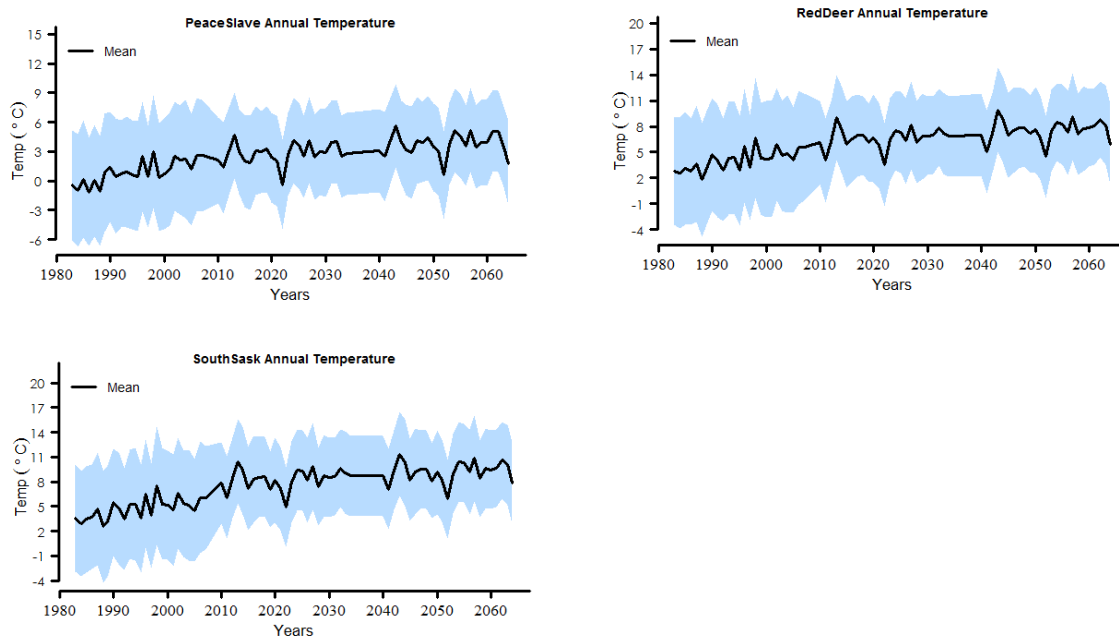 PeaceSlave Annual Temperature
Mean
Temp ( ° C)
15
12
9
6
3
0
-3
-6
1980 1990 2000 2010 2020 2030 2040 2050 2060
Years
RedDeer Annual Temperature
Mean
Temp ( ° C)
20
17
14
11
8
5
2
-1
-4
1980 1990 2000 2010 2020 2030 2040 2050 2060
Years
SouthSask Annual Temperature
Mean
Temp ( ° C)
20
17
14
11
8
5
2
-1
-4
1980 1990 2000 2010 2020 2030 2040 2050 2060
Years